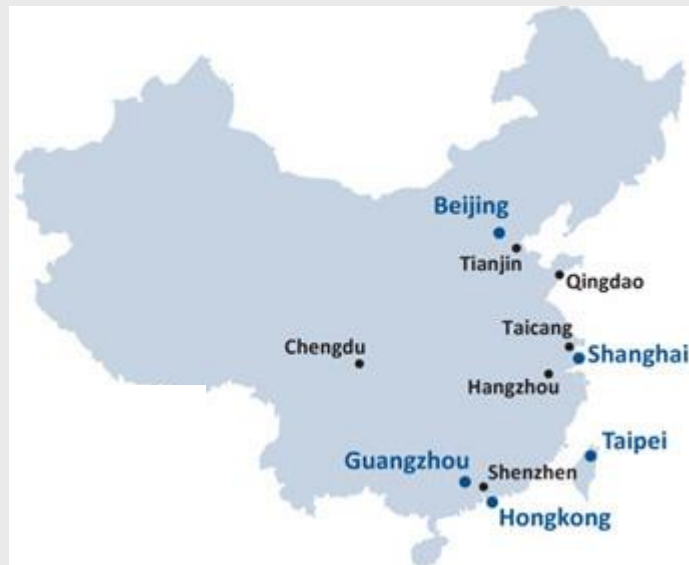 Beijing
Tianjin
Qingdao
Taicang
Chengdu
Shanghai
Hangzhou
Taipei
Guangzhou
Shenzhen
Hongkong